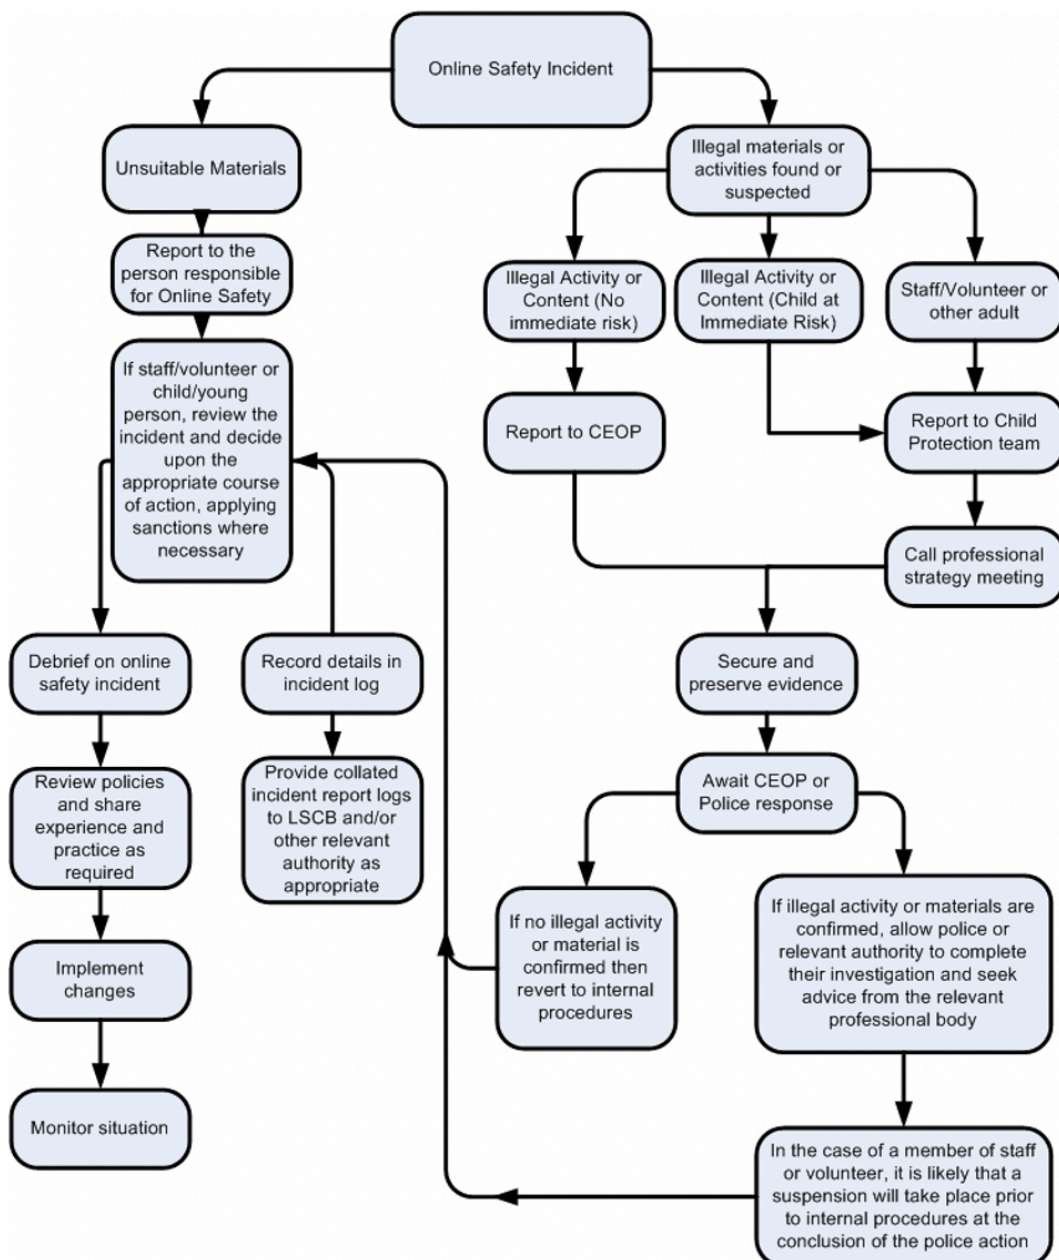 Online Safety Incident
Unsuitable Materials
Illegal materials or
activities found or
suspected
Report to the
person responsible
for Online Safety
Illegal Activity or
Content (No
immediate risk)
Illegal Activity or
Content (Child at
Immediate Risk)
Staff/Volunteer or
other adult
If staff/volunteer or
child/young
person, review the
incident and decide
upon the
appropriate course
of action, applying
sanctions where
necessary
Report to CEOP
Report to Child
Protection team
Call professional
strategy meeting
Debrief on online
safety incident
Record details in
incident log
Secure and
preserve evidence
Review policies
and share
experience and
practice as
required
Provide collated
incident report logs
to LSCB and/or
other relevant
authority as
appropriate
Await CEOP or
Police response
If no illegal activity
or material is
confirmed then
revert to internal
procedures
If illegal activity or materials are
confirmed, allow police or
relevant authority to complete
their investigation and seek
advice from the relevant
professional body
Implement
changes
Monitor situation
In the case of a member of staff
or volunteer, it is likely that a
suspension will take place prior
to internal procedures at the
conclusion of the police action